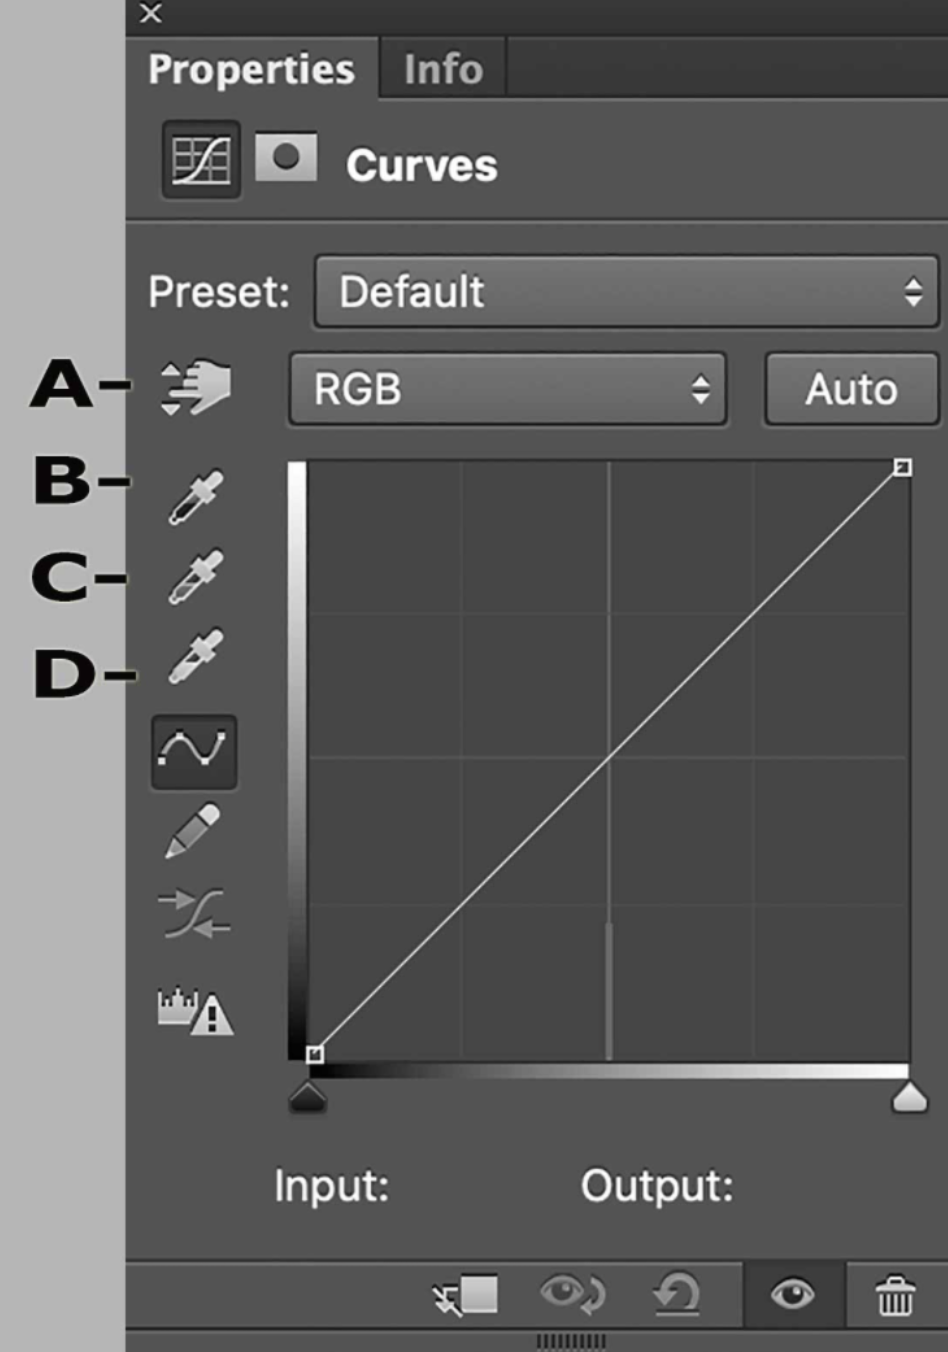 Properties Info
Curves
Preset: Default
A RGB Auto
B
C
D
Input: Output: